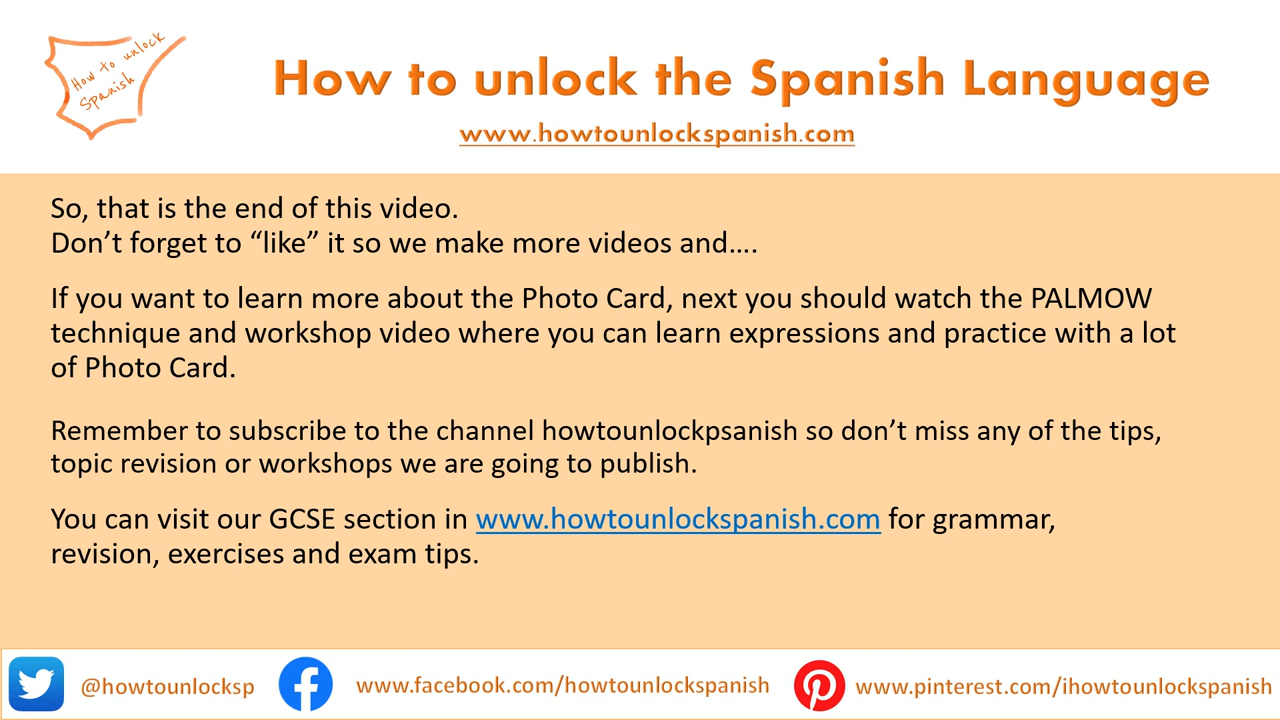 How to unlock
Spanish
How to unlock the Spanish Language
www.howtounlockspanish.com
So, that is the end of this video.
Don’t forget to “like” it so we make more videos and….
If you want to learn more about the Photo Card, next you should watch the PALMOW
technique and workshop video where you can learn expressions and practice with a lot
of Photo Card.
Remember to subscribe to the channel howtounlockpsanish so don’t miss any of the tips,
topic revision or workshops we are going to publish.
You can visit our GCSE section in www.howtounlockspanish.com for grammar,
revision, exercises and exam tips.
@howtounlocksp
www.facebook.com/howtounlockspanish
www.pinterest.com/ihowtounlockspanish